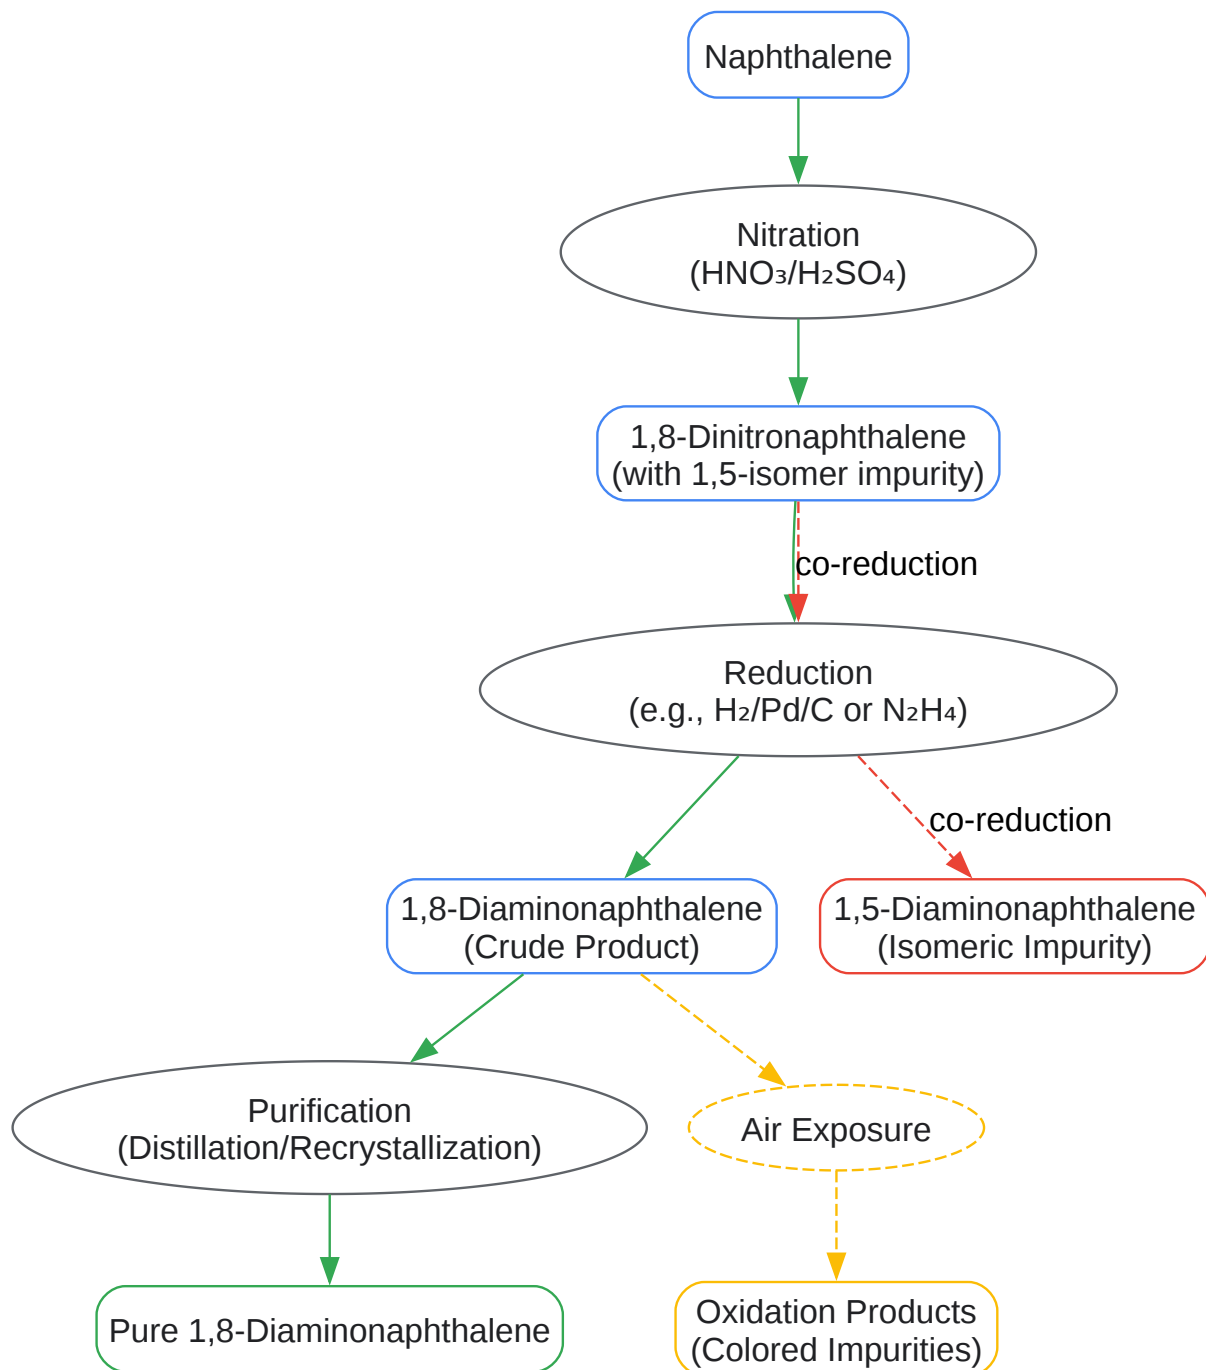 Naphthalene
Nitration
(HNO₃/H₂SO₄)
1,8-Dinitronaphthalene
(with 1,5-isomer impurity)
co-reduction
Reduction
(e.g., H₂/Pd/C or N₂H₄)
co-reduction
1,8-Diaminonaphthalene
(Crude Product)
1,5-Diaminonaphthalene
(Isomeric Impurity)
Purification
(Distillation/Recrystallization)
Air Exposure
Pure 1,8-Diaminonaphthalene
Oxidation Products
(Colored Impurities)